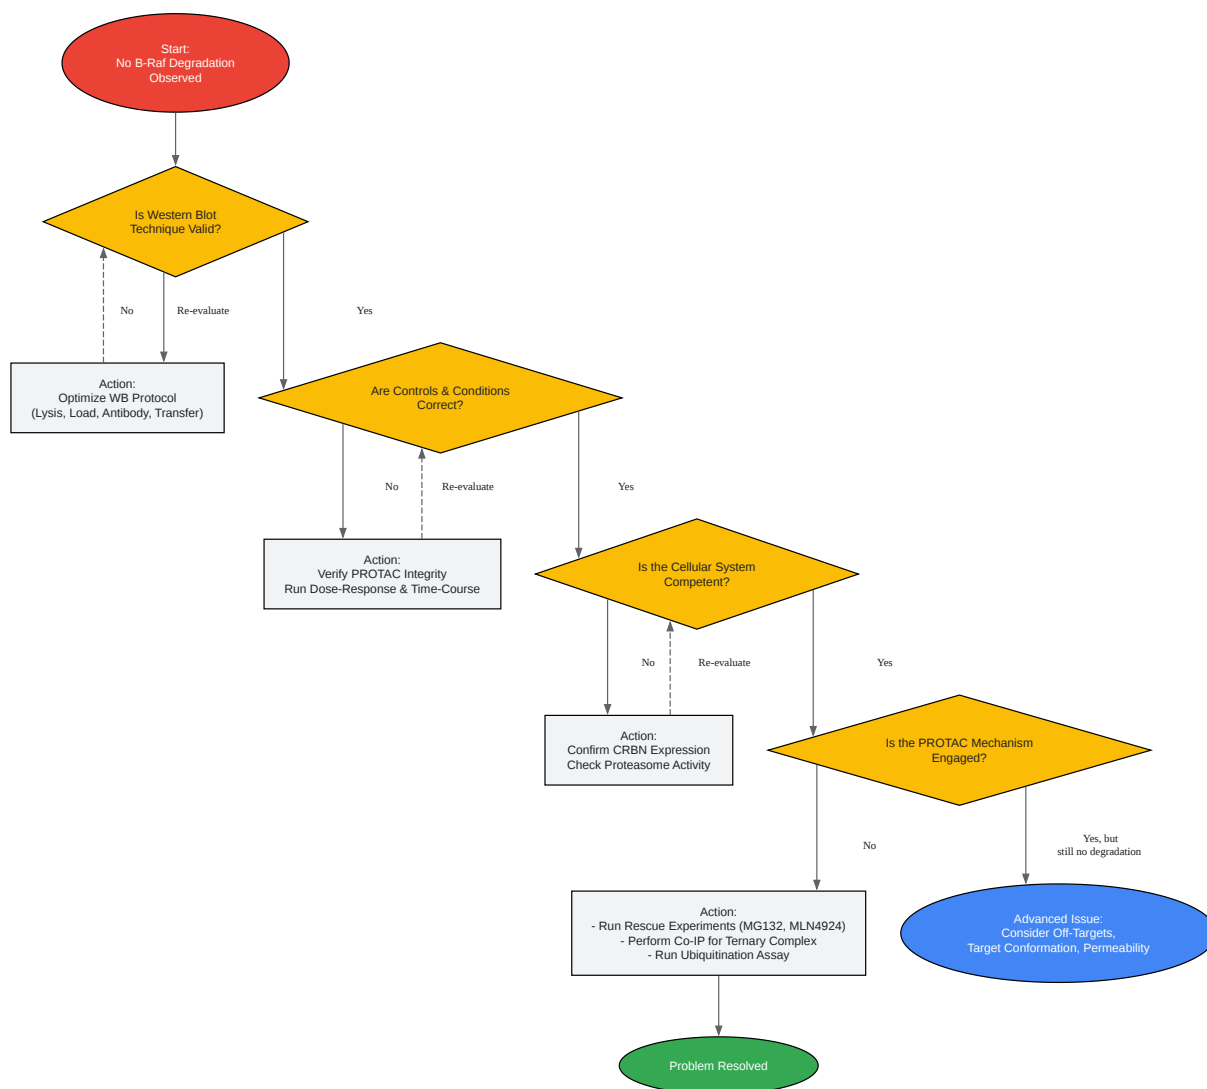 Start:
No B-Raf Degradation
Observed
Is Western Blot
Technique Valid?
No
Re-evaluate
Yes
Action:
Optimize WB Protocol
(Lysis, Load, Antibody, Transfer)
Are Controls & Conditions
Correct?
No
Re-evaluate
Yes
Action:
Verify PROTAC Integrity
Run Dose-Response & Time-Course
Is the Cellular System
Competent?
No
Re-evaluate
Yes
Action:
Confirm CRBN Expression
Check Proteasome Activity
Is the PROTAC Mechanism
Engaged?
No
Yes, but
still no degradation
Action:
- Run Rescue Experiments (MG132, MLN4924)
- Perform Co-IP for Ternary Complex
- Run Ubiquitination Assay
Advanced Issue:
Consider Off-Targets,
Target Conformation, Permeability
Problem Resolved